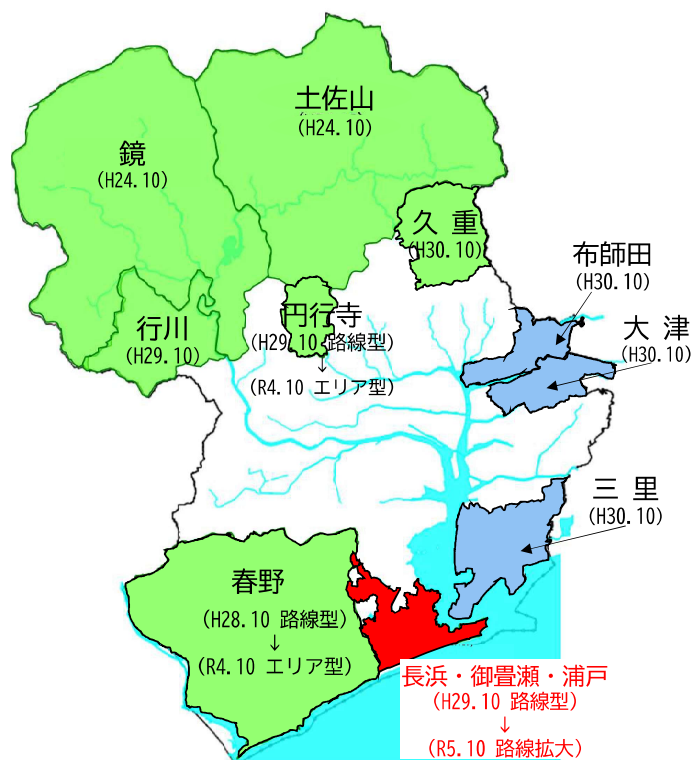 土佐山
(H24.10)
鏡
(H24.10)
久 重
(H30.10)
布師田
(H30.10)
円行寺
(H29.10 路線型)
↓
(R4.10 エリア型)
行川
(H29.10)
大 津
(H30.10)
三 里
(H30.10)
春野
(H28.10 路線型)
↓
(R4.10 エリア型)
長浜・御畳瀬・浦戸
(H29.10 路線型)
↓
(R5.10 路線拡大)